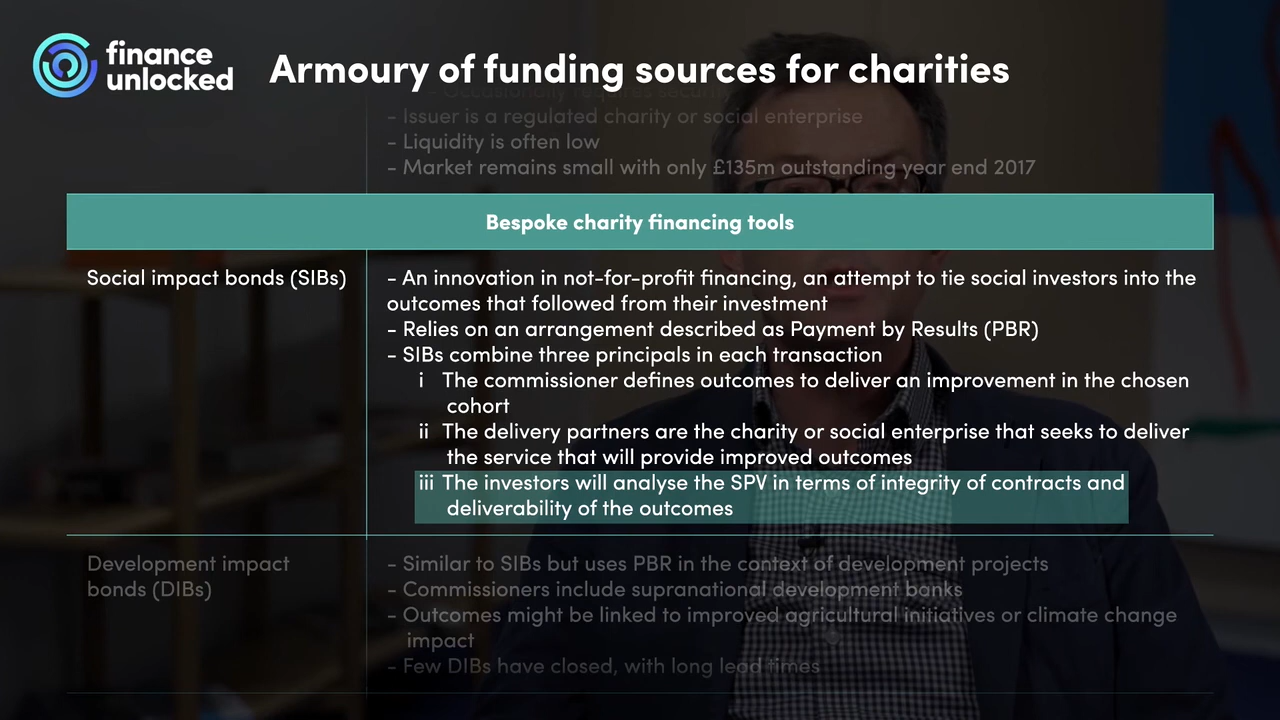 finance
unlocked
Armoury of funding sources for charities
- Occasionally requires security
- Issuer is a regulated charity or social enterprise
- Liquidity is often low
- Market remains small with only £135m outstanding year end 2017
Bespoke charity financing tools
Social impact bonds (SIBs)
- An innovation in not-for-profit financing, an attempt to tie social investors into the
outcomes that followed from their investment
- Relies on an arrangement described as Payment by Results (PBR)
- SIBs combine three principals in each transaction
i The commissioner defines outcomes to deliver an improvement in the chosen
cohort
ii The delivery partners are the charity or social enterprise that seeks to deliver
the service that will provide improved outcomes
iii The investors will analyse the SPV in terms of integrity of contracts and
deliverability of the outcomes
Development impact
bonds (DIBs)
- Similar to SIBs but uses PBR in the context of development projects
- Commissioners include supranational development banks
- Outcomes might be linked to improved agricultural initiatives or climate change
impact
- Few DIBs have closed, with long lead times